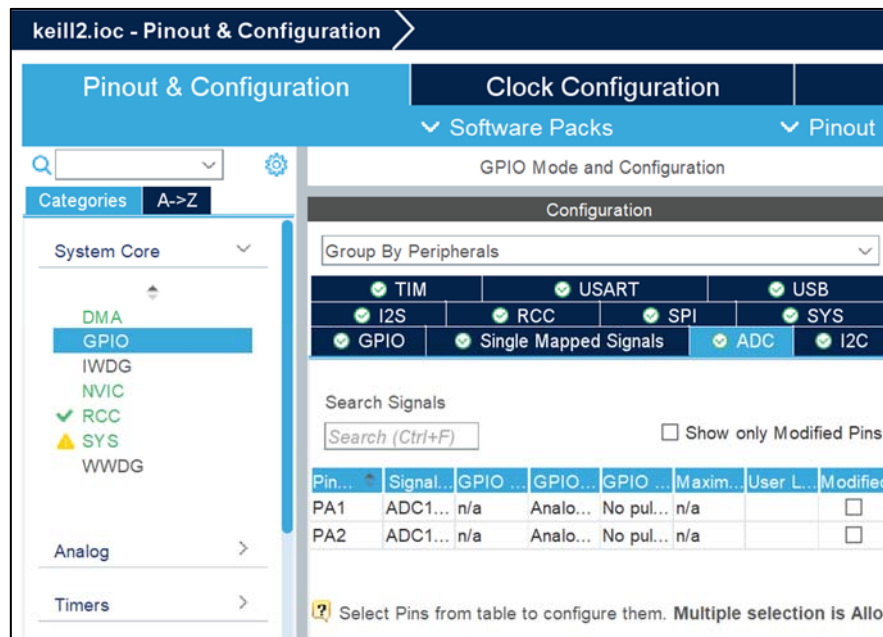 keill2.ioc - Pinout & Configuration
Pinout & Configuration
Clock Configuration
Software Packs
Pinout
GPIO Mode and Configuration
Categories
A->Z
System Core
DMA
GPIO
IWDG
NVIC
RCC
SYS
WWDG
Analog
Timers
Configuration
Group By Peripherals
TIM USART USB
I2S RCC SPI SYS
GPIO Single Mapped Signals ADC I2C
Search Signals
Search (Ctrl+F)
Show only Modified Pins
Pin... Signal... GPIO ... GPIO... GPIO ... Maxim... User L... Modified
PA1 ADC1... n/a Analo... No pul... n/a
PA2 ADC1... n/a Analo... No pul... n/a
Select Pins from table to configure them. Multiple selection is Allo